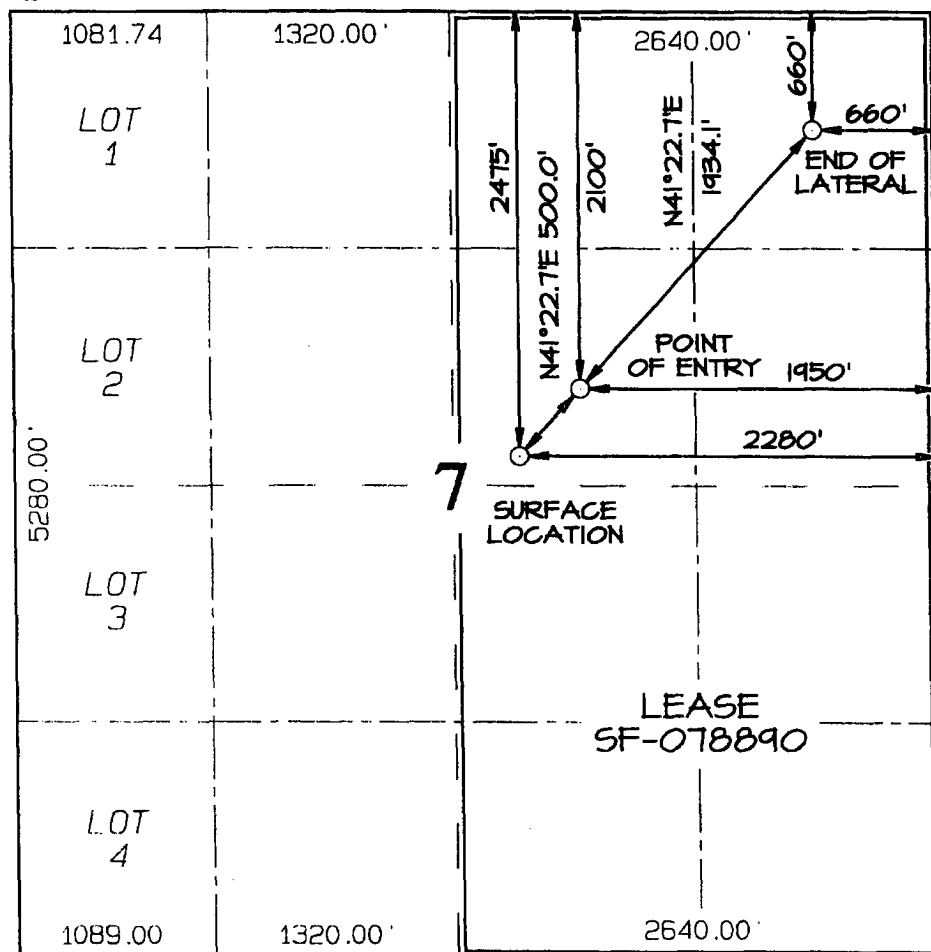 1081.74
1320.00'
2640.00'
LOT
1
2475'
N41°22.7'E 500.0'
2100'
N41°22.7'E
1934.1'
660'
660'
END OF
LATERAL
LOT
2
POINT
OF ENTRY
1950'
2280'
5280.00'
7
SURFACE
LOCATION
LOT
3
LEASE
SF-078890
LOT
4
1089.00
1320.00'
2640.00'